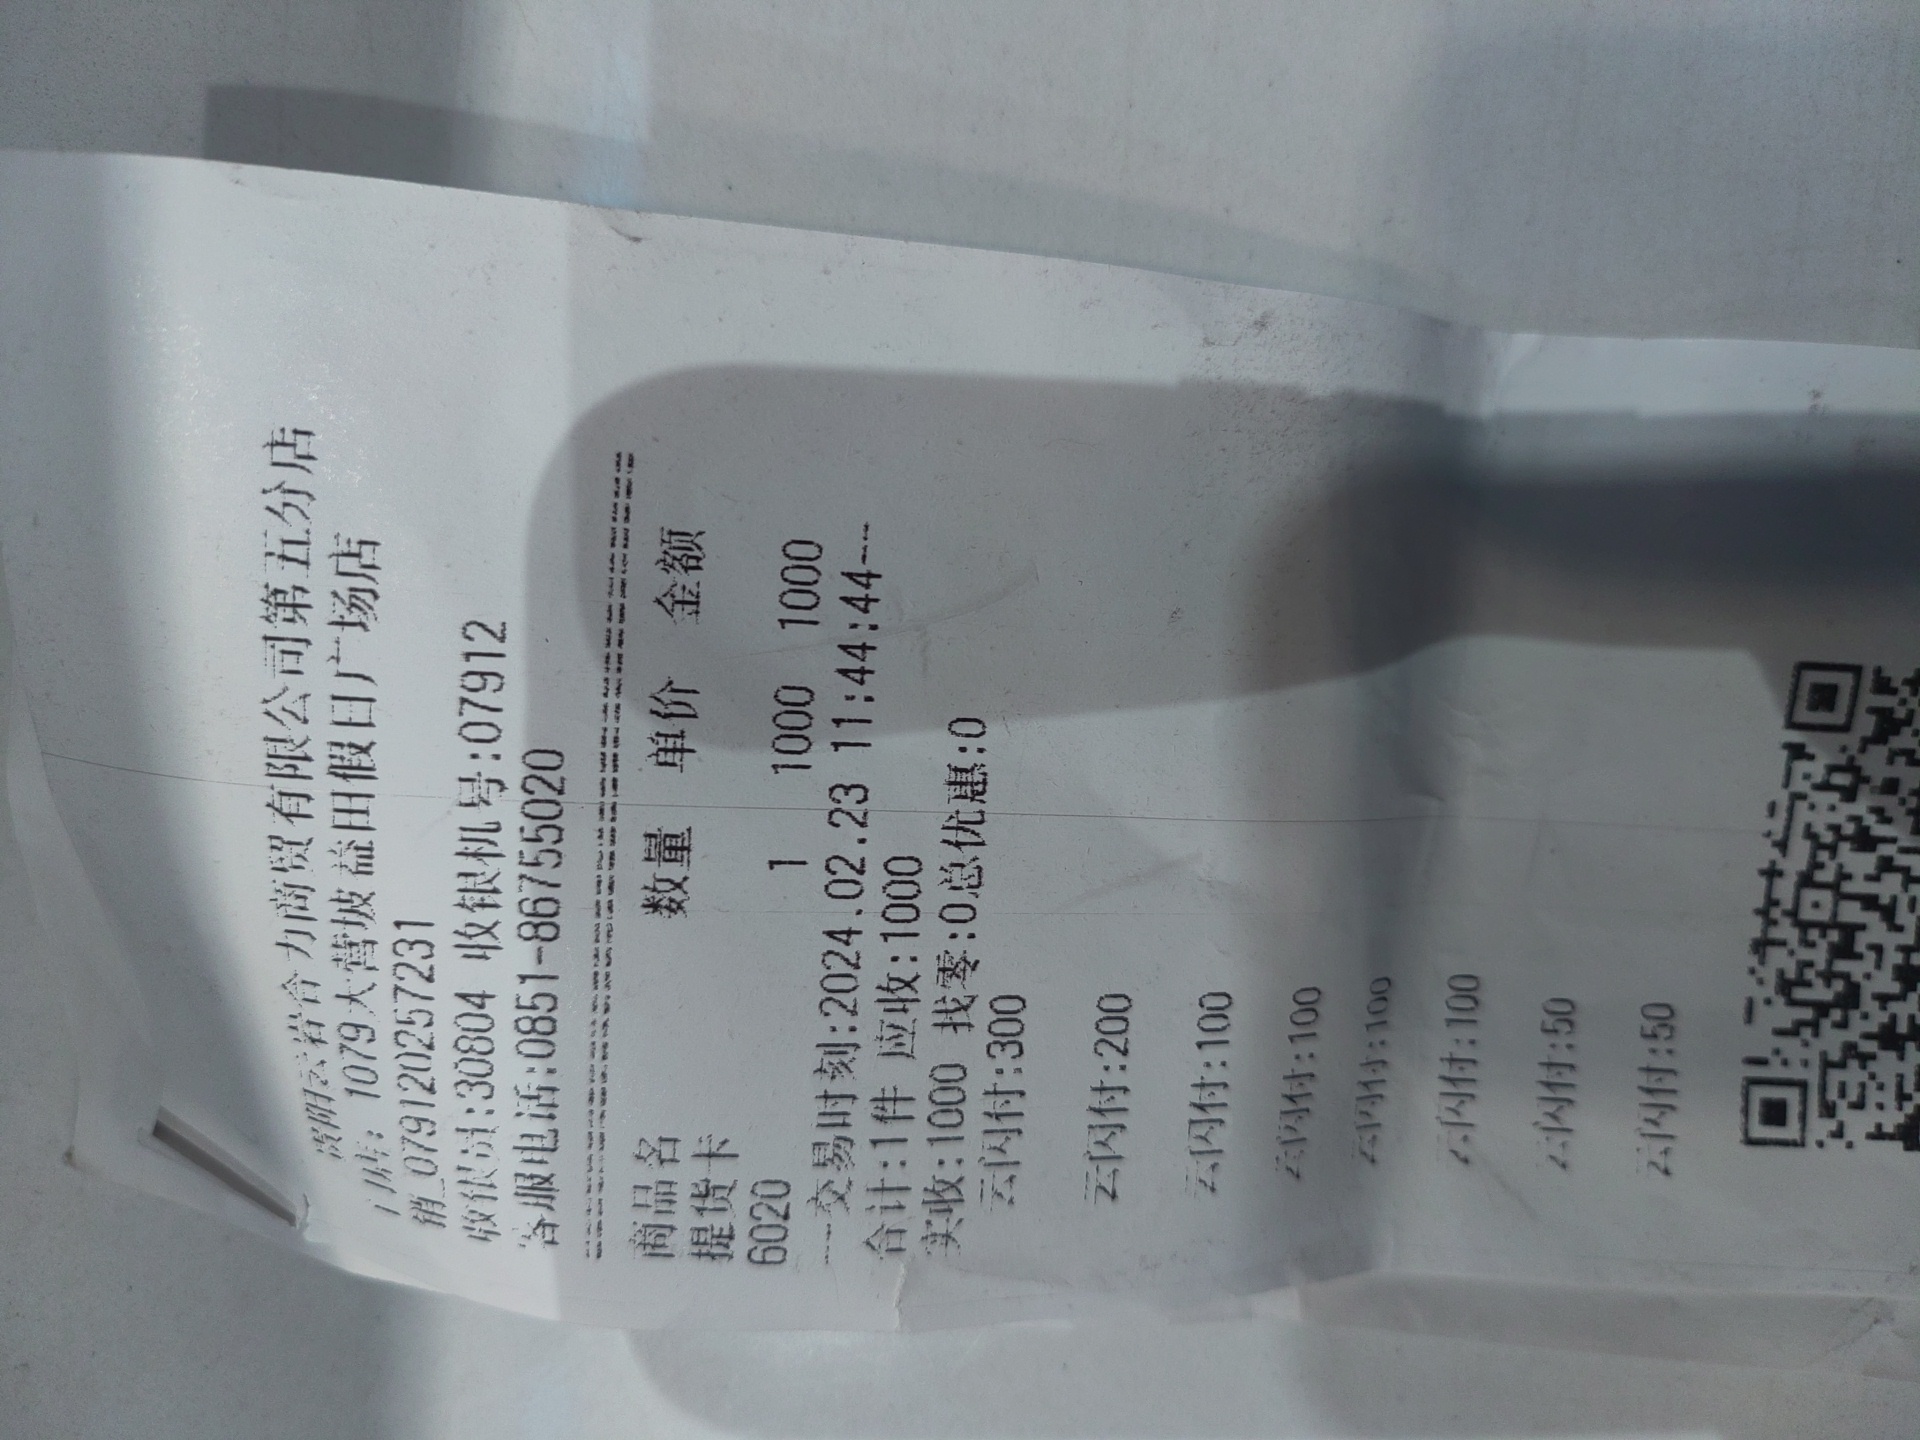 贵阳云岩合力商贸有限公司第五分店
门店: 1079大营坡益田假日广场店
销_0791202257231
收银员:30804 收银机号:07912
客服电话:0851-86755020
商品名 数量 单价 金额
提货卡
6020 1 1000 1000
---交易时刻:2024.02.23 11:44:44---
合计:1件 应收:1000
实收:1000 找零:0总优惠:0
云闪付:300
云闪付:200
云闪付:100
云闪付:100
云闪付:100
云闪付:100
云闪付:50
云闪付:50